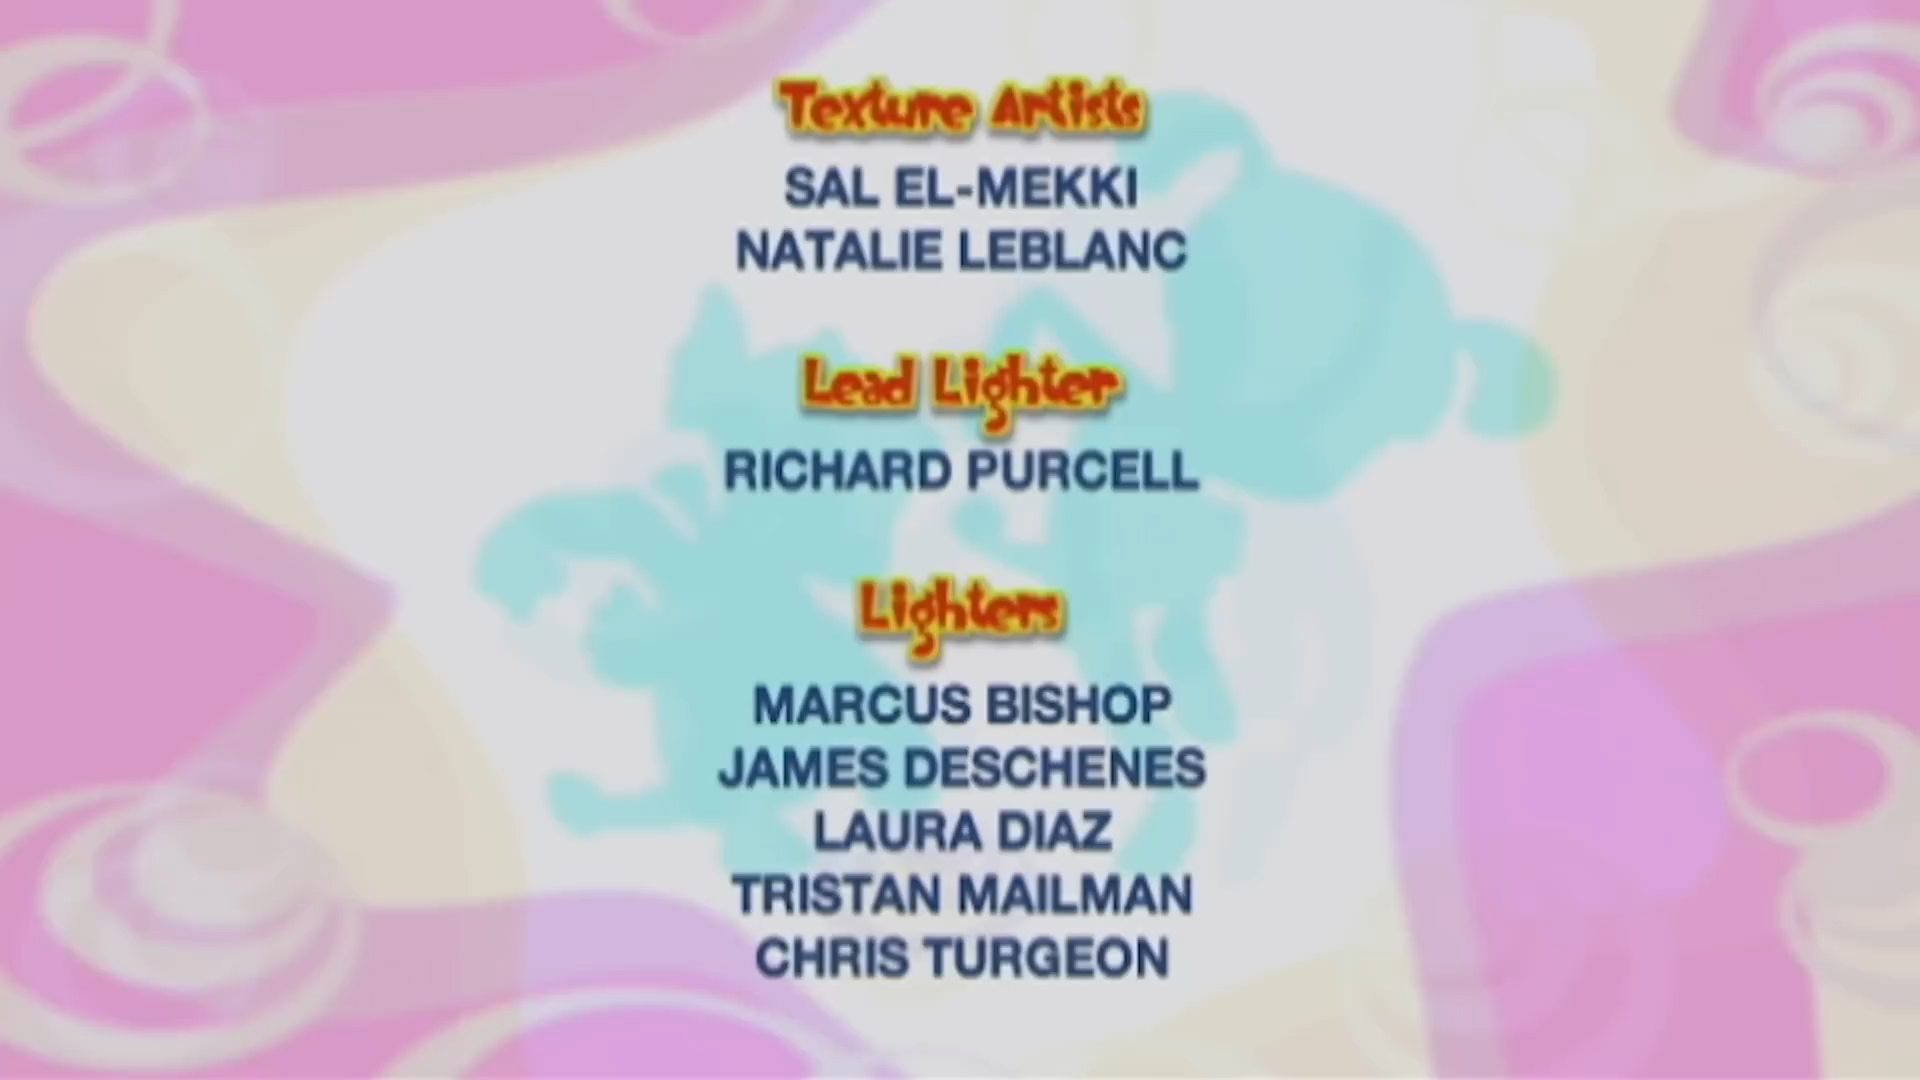 Texture Artists
SAL EL-MEKKI
NATALIE LEBLANC
Lead Lighter
RICHARD PURCELL
Lighters
MARCUS BISHOP
JAMES DESCHENES
LAURA DIAZ
TRISTAN MAILMAN
CHRIS TURGEON